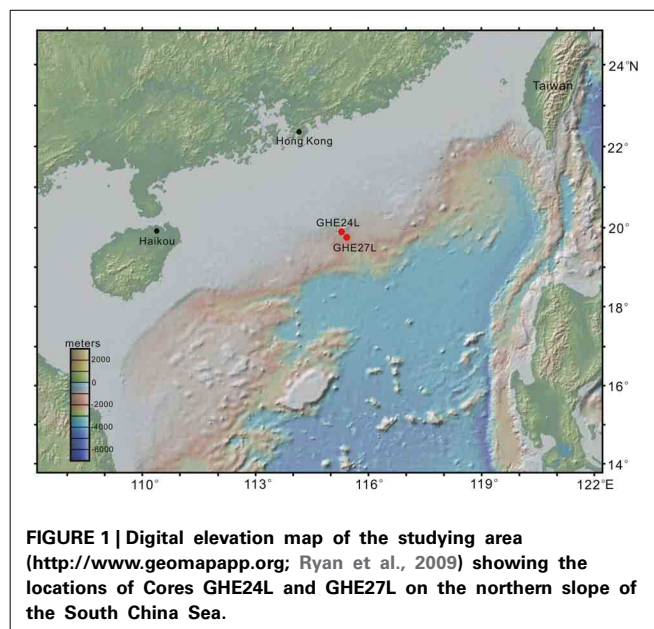 24°N
Taiwan
22°
Hong Kong
GHE24L
20°
Haikou
GHE27L
18°
meters
2000
0
16°
-2000
-4000
-6000
14°
110°
113°
116°
119°
122°E
FIGURE 1 | Digital elevation map of the studying area
(http://www.geomapapp.org; Ryan et al., 2009) showing the
locations of Cores GHE24L and GHE27L on the northern slope of
the South China Sea.